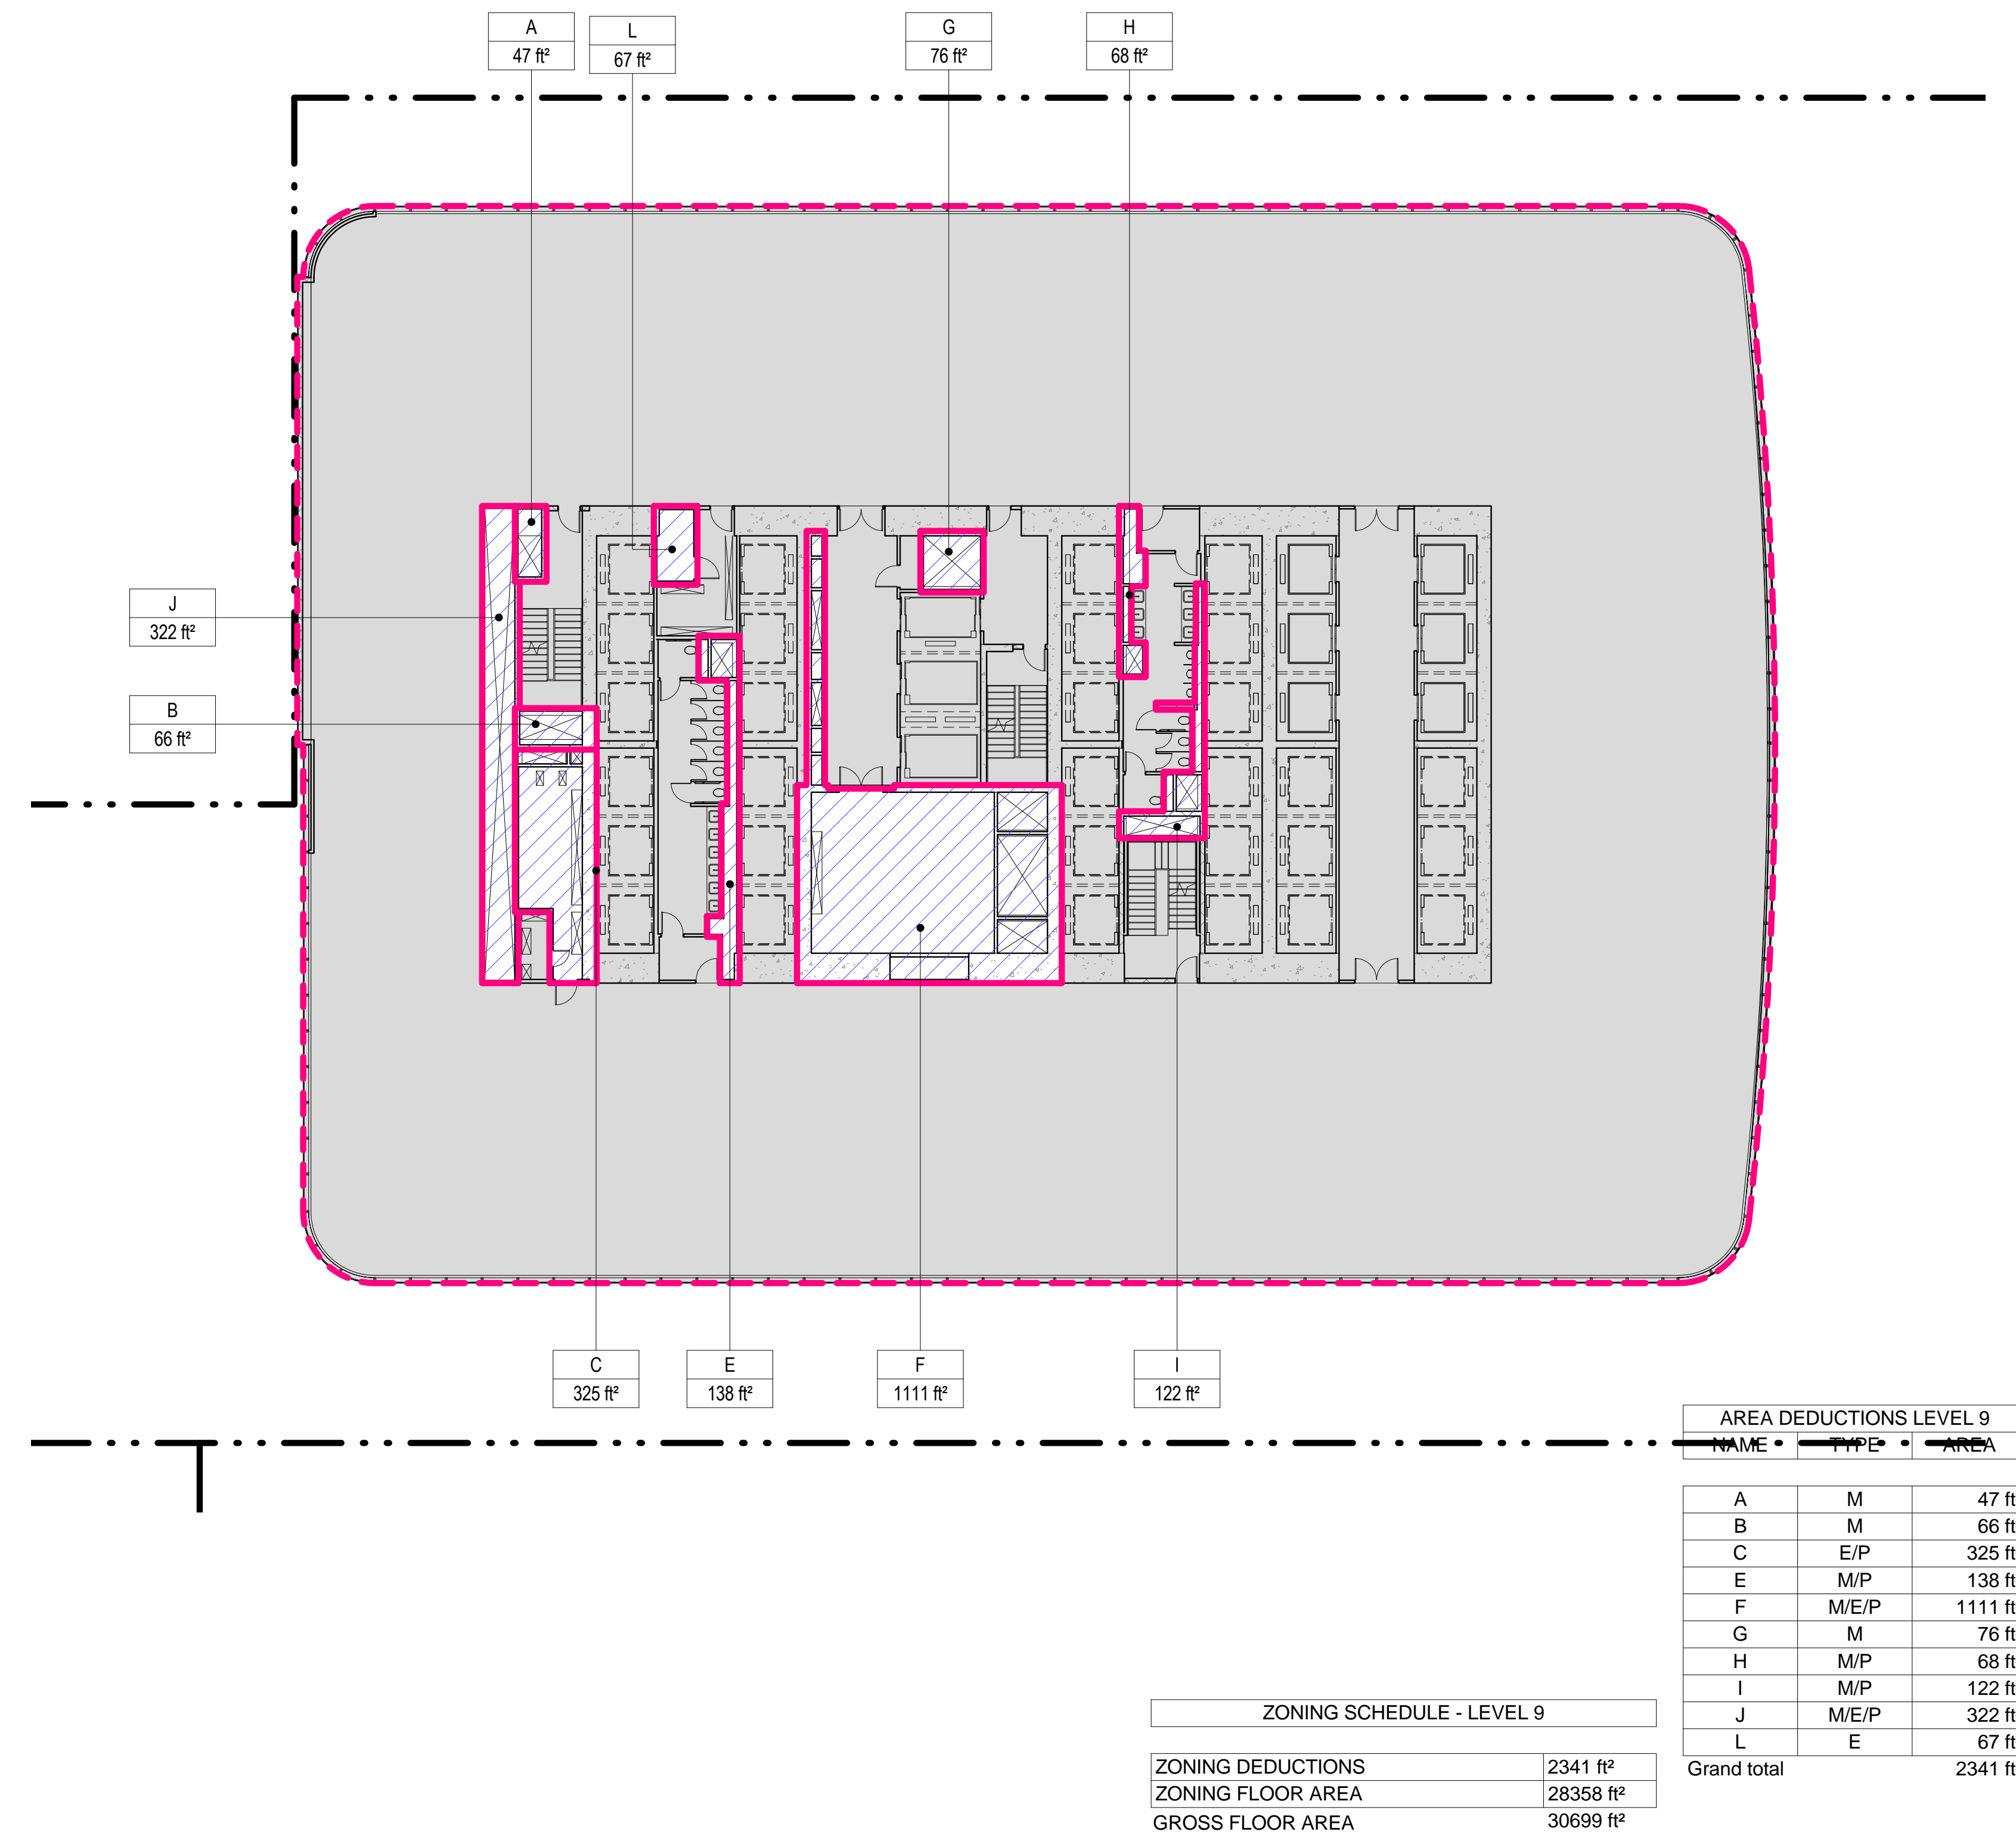 A
47 ft²
L
67 ft²
G
76 ft²
H
68 ft²
J
322 ft²
B
66 ft²
C
325 ft²
E
138 ft²
F
1111 ft²
I
122 ft²
AREA DEDUCTIONS LEVEL 9
NAME TYPE AREA
A M 47 ft
B M 66 ft
C E/P 325 ft
E M/P 138 ft
F M/E/P 1111 ft
G M 76 ft
H M/P 68 ft
I M/P 122 ft
J M/E/P 322 ft
L E 67 ft
Grand total 2341 ft
ZONING SCHEDULE - LEVEL 9
ZONING DEDUCTIONS 2341 ft²
ZONING FLOOR AREA 28358 ft²
GROSS FLOOR AREA 30699 ft²